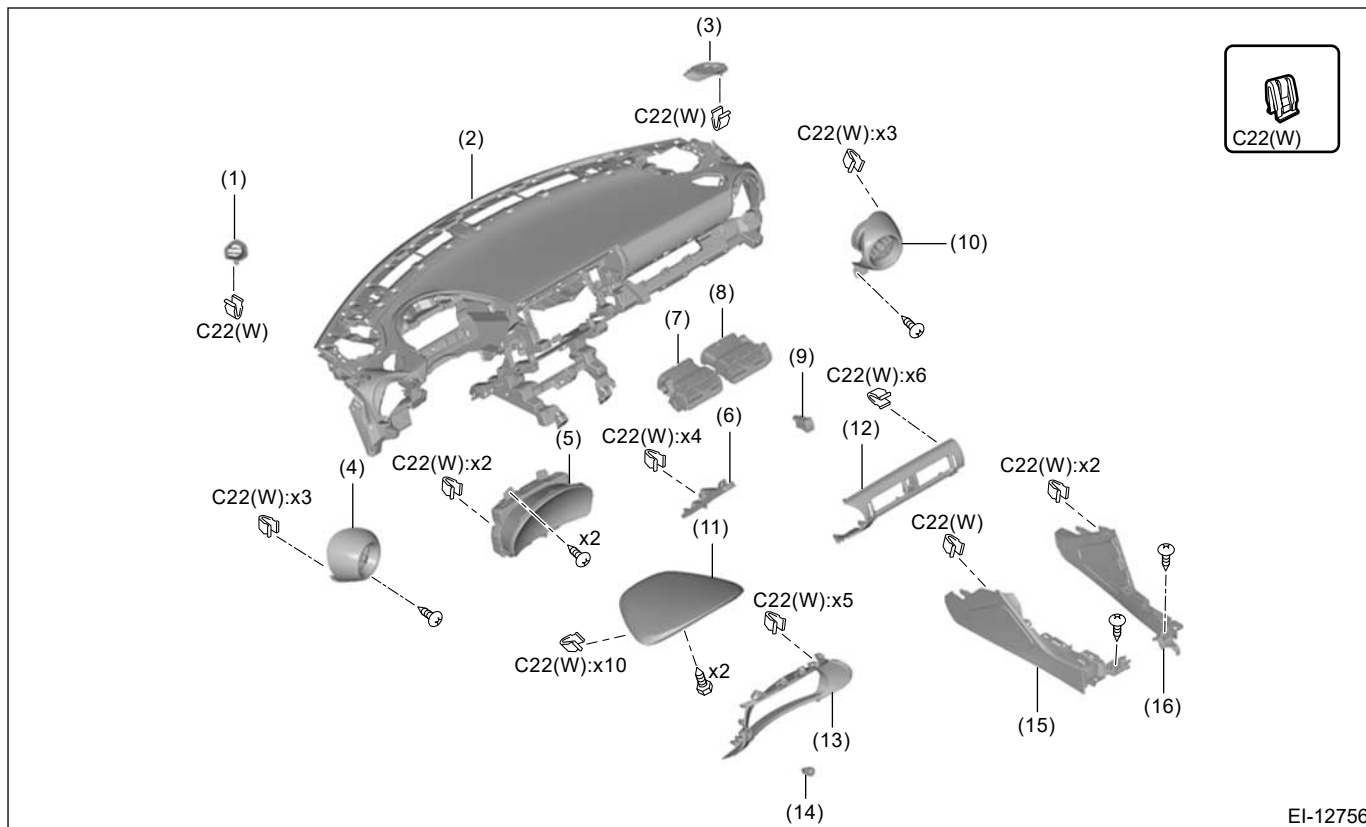 (3)
C22(W)
C22(W)
(2)
C22(W):x3
(1)
(10)
C22(W)
(8)
(7)
(9)
C22(W):x6
(6)
(12)
C22(W):x4
(5)
C22(W):x2
C22(W):x2
(4)
C22(W):x3
x2
(11)
C22(W)
C22(W):x5
C22(W):x10
x2
(16)
(15)
(13)
(14)
EI-12756